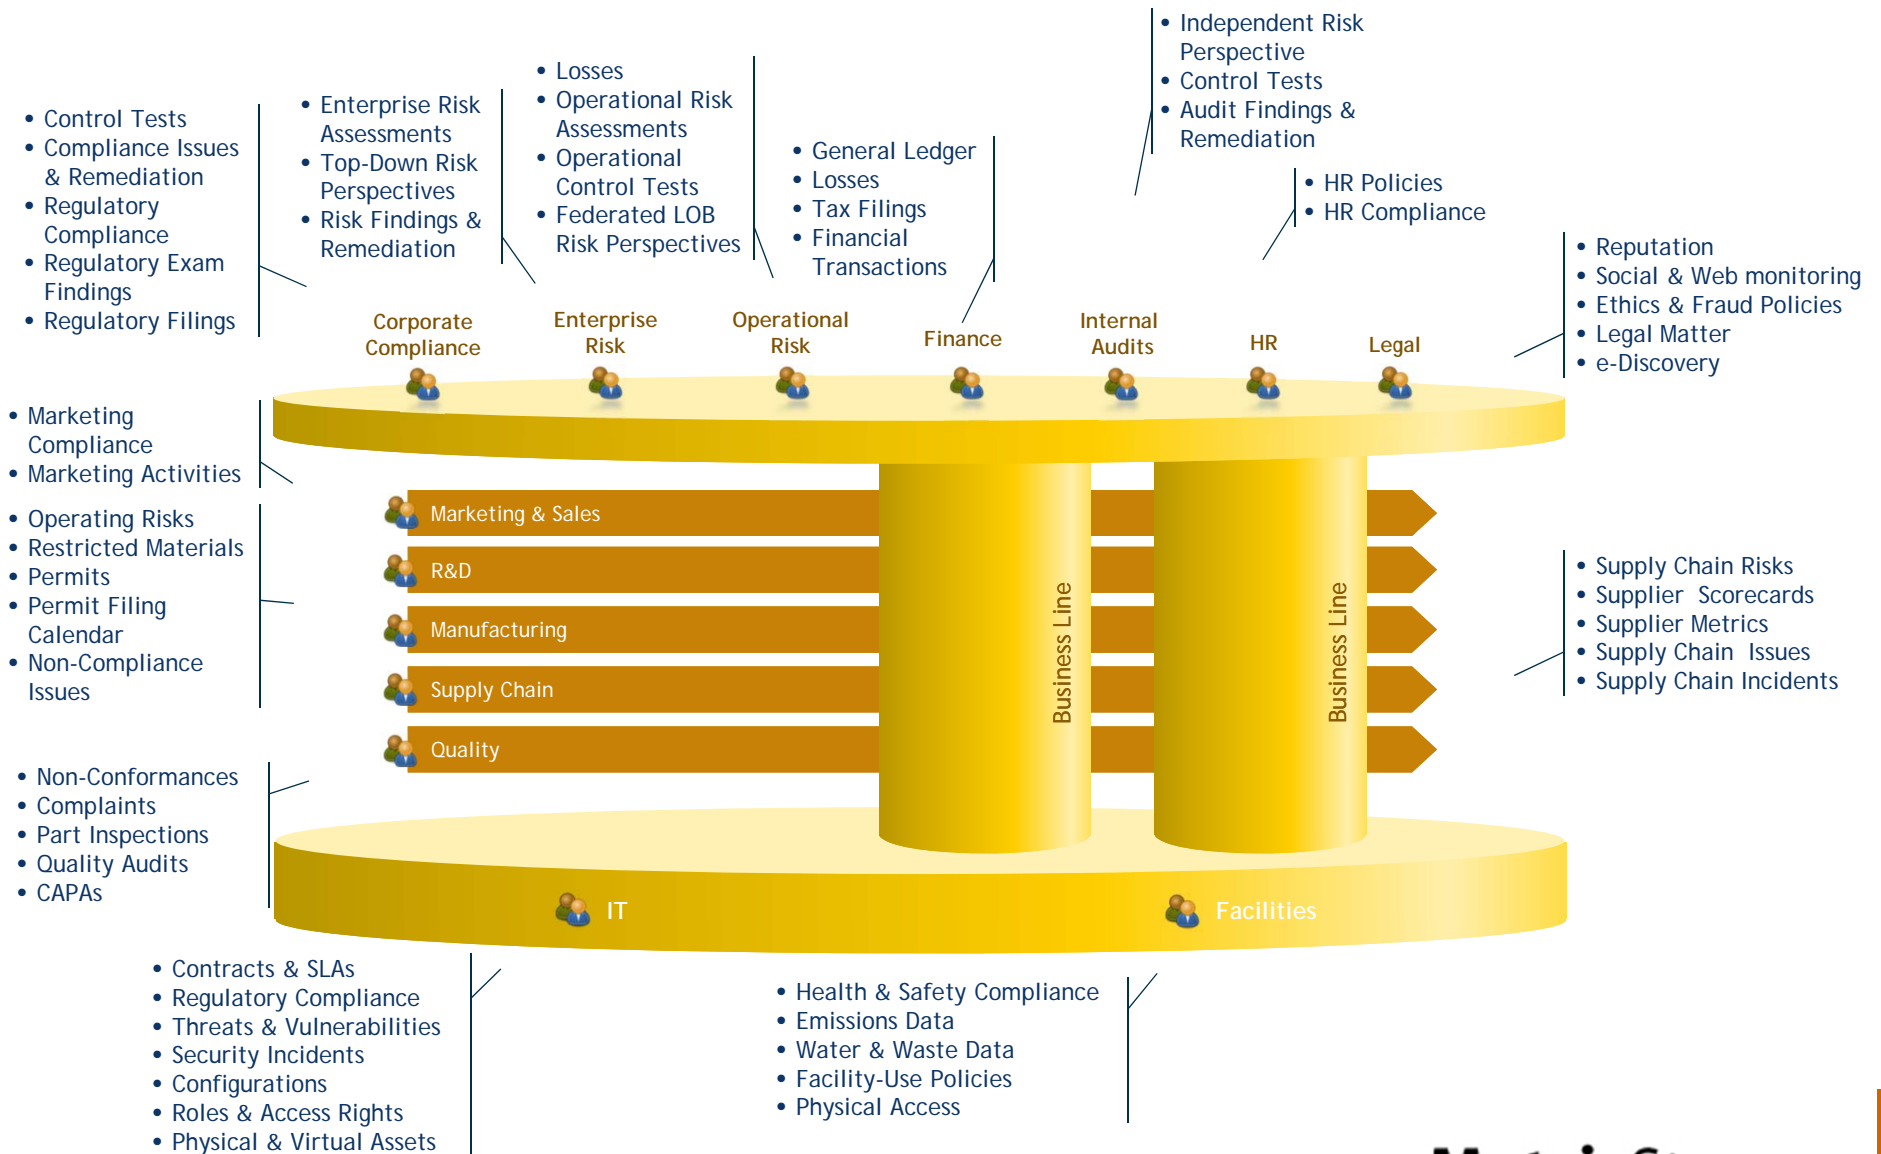 • Control Tests
• Compliance Issues
& Remediation
• Regulatory
Compliance
• Regulatory Exam
Findings
• Regulatory Filings
• Enterprise Risk
Assessments
• Top-Down Risk
Perspectives
• Risk Findings &
Remediation
• Losses
• Operational Risk
Assessments
• Operational
Control Tests
• Federated LOB
Risk Perspectives
• General Ledger
• Losses
• Tax Filings
• Financial
Transactions
• Independent Risk
Perspective
• Control Tests
• Audit Findings &
Remediation
• HR Policies
• HR Compliance
• Reputation
• Social & Web monitoring
• Ethics & Fraud Policies
• Legal Matter
• e-Discovery
Corporate
Compliance
Enterprise
Risk
Operational
Risk
Finance
Internal
Audits
HR
Legal
• Marketing
Compliance
• Marketing Activities
• Operating Risks
• Restricted Materials
• Permits
• Permit Filing
Calendar
• Non-Compliance
Issues
Marketing & Sales
R&D
Manufacturing
Supply Chain
Quality
Business Line
Business Line
• Supply Chain Risks
• Supplier Scorecards
• Supplier Metrics
• Supply Chain Issues
• Supply Chain Incidents
• Non-Conformances
• Complaints
• Part Inspections
• Quality Audits
• CAPAs
IT
Facilities
• Contracts & SLAs
• Regulatory Compliance
• Threats & Vulnerabilities
• Security Incidents
• Configurations
• Roles & Access Rights
• Physical & Virtual Assets
• Health & Safety Compliance
• Emissions Data
• Water & Waste Data
• Facility-Use Policies
• Physical Access